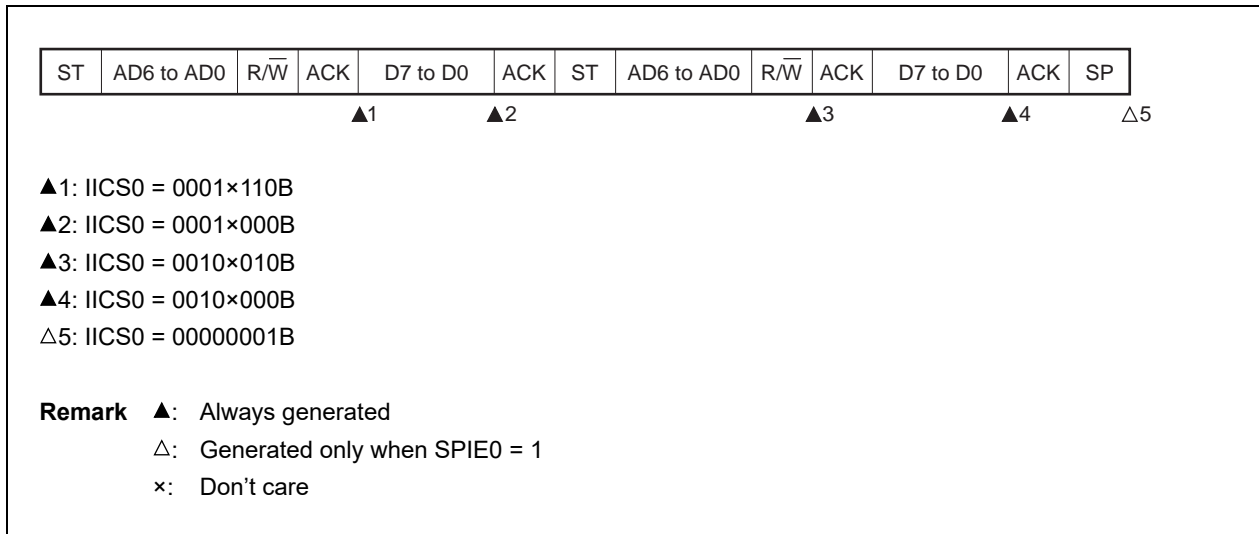 ST AD6 to AD0 R/W̅ ACK D7 to D0 ACK ST AD6 to AD0 R/W̅ ACK D7 to D0 ACK SP
▲1 ▲2 ▲3 ▲4 △5
▲1: IICS0 = 0001×110B
▲2: IICS0 = 0001×000B
▲3: IICS0 = 0010×010B
▲4: IICS0 = 0010×000B
△5: IICS0 = 00000001B
Remark ▲: Always generated
△: Generated only when SPIE0 = 1
×: Don't care